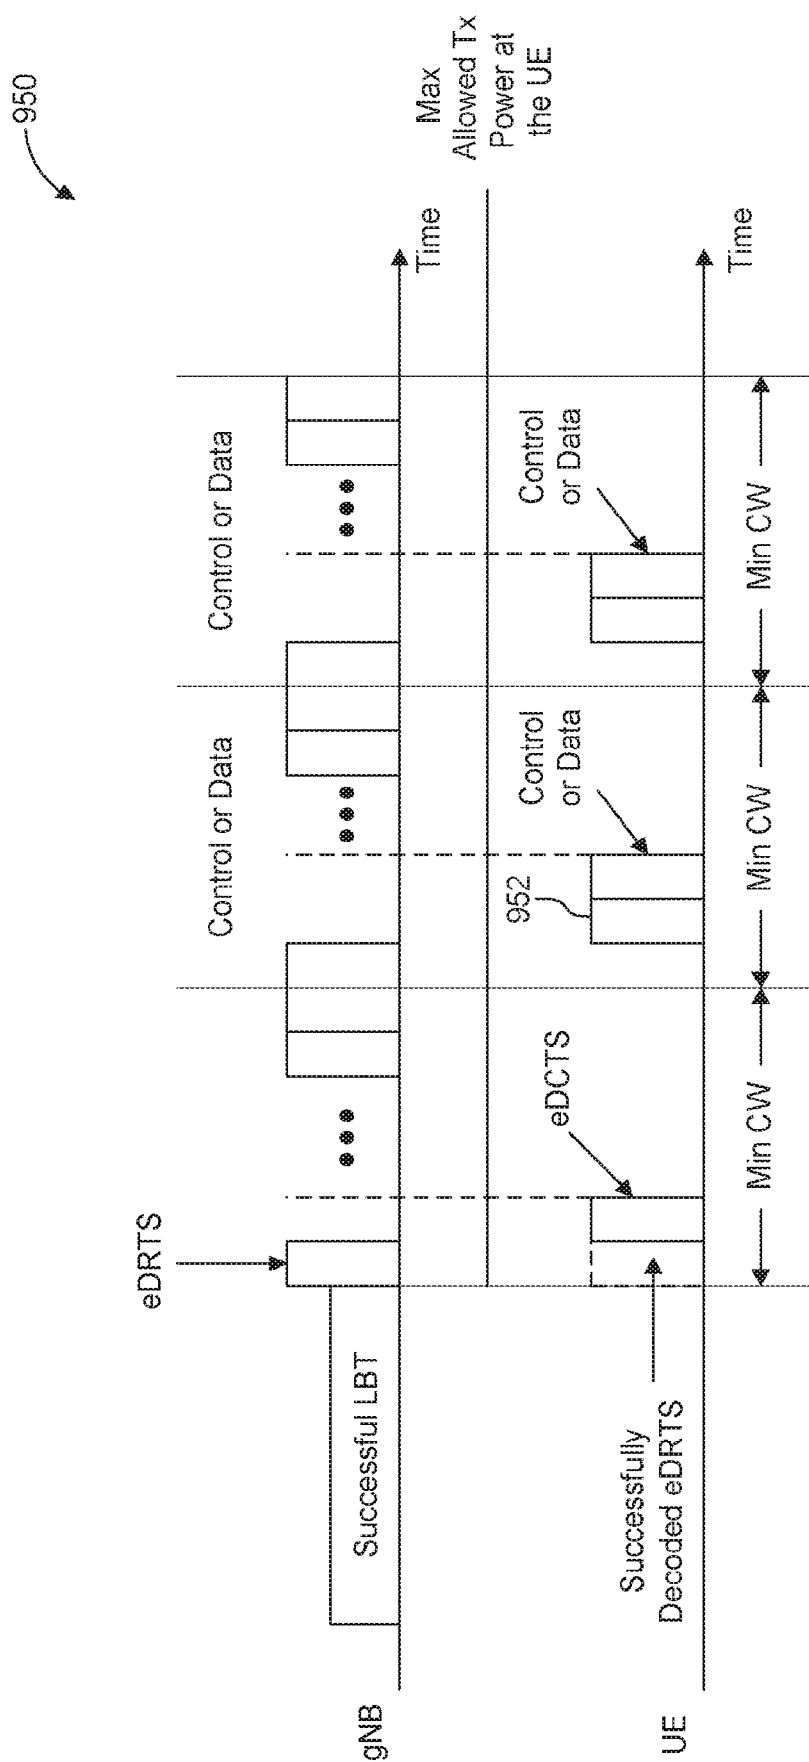 950
eDRTS
Control or Data
Control or Data
Successful LBT
gNB
Time
Max
Allowed Tx
Power at
the UE
Successfully
Decoded eDRTS
eDCTS
952
Control
or Data
Control
or Data
UE
Time
Min CW
Min CW
Min CW